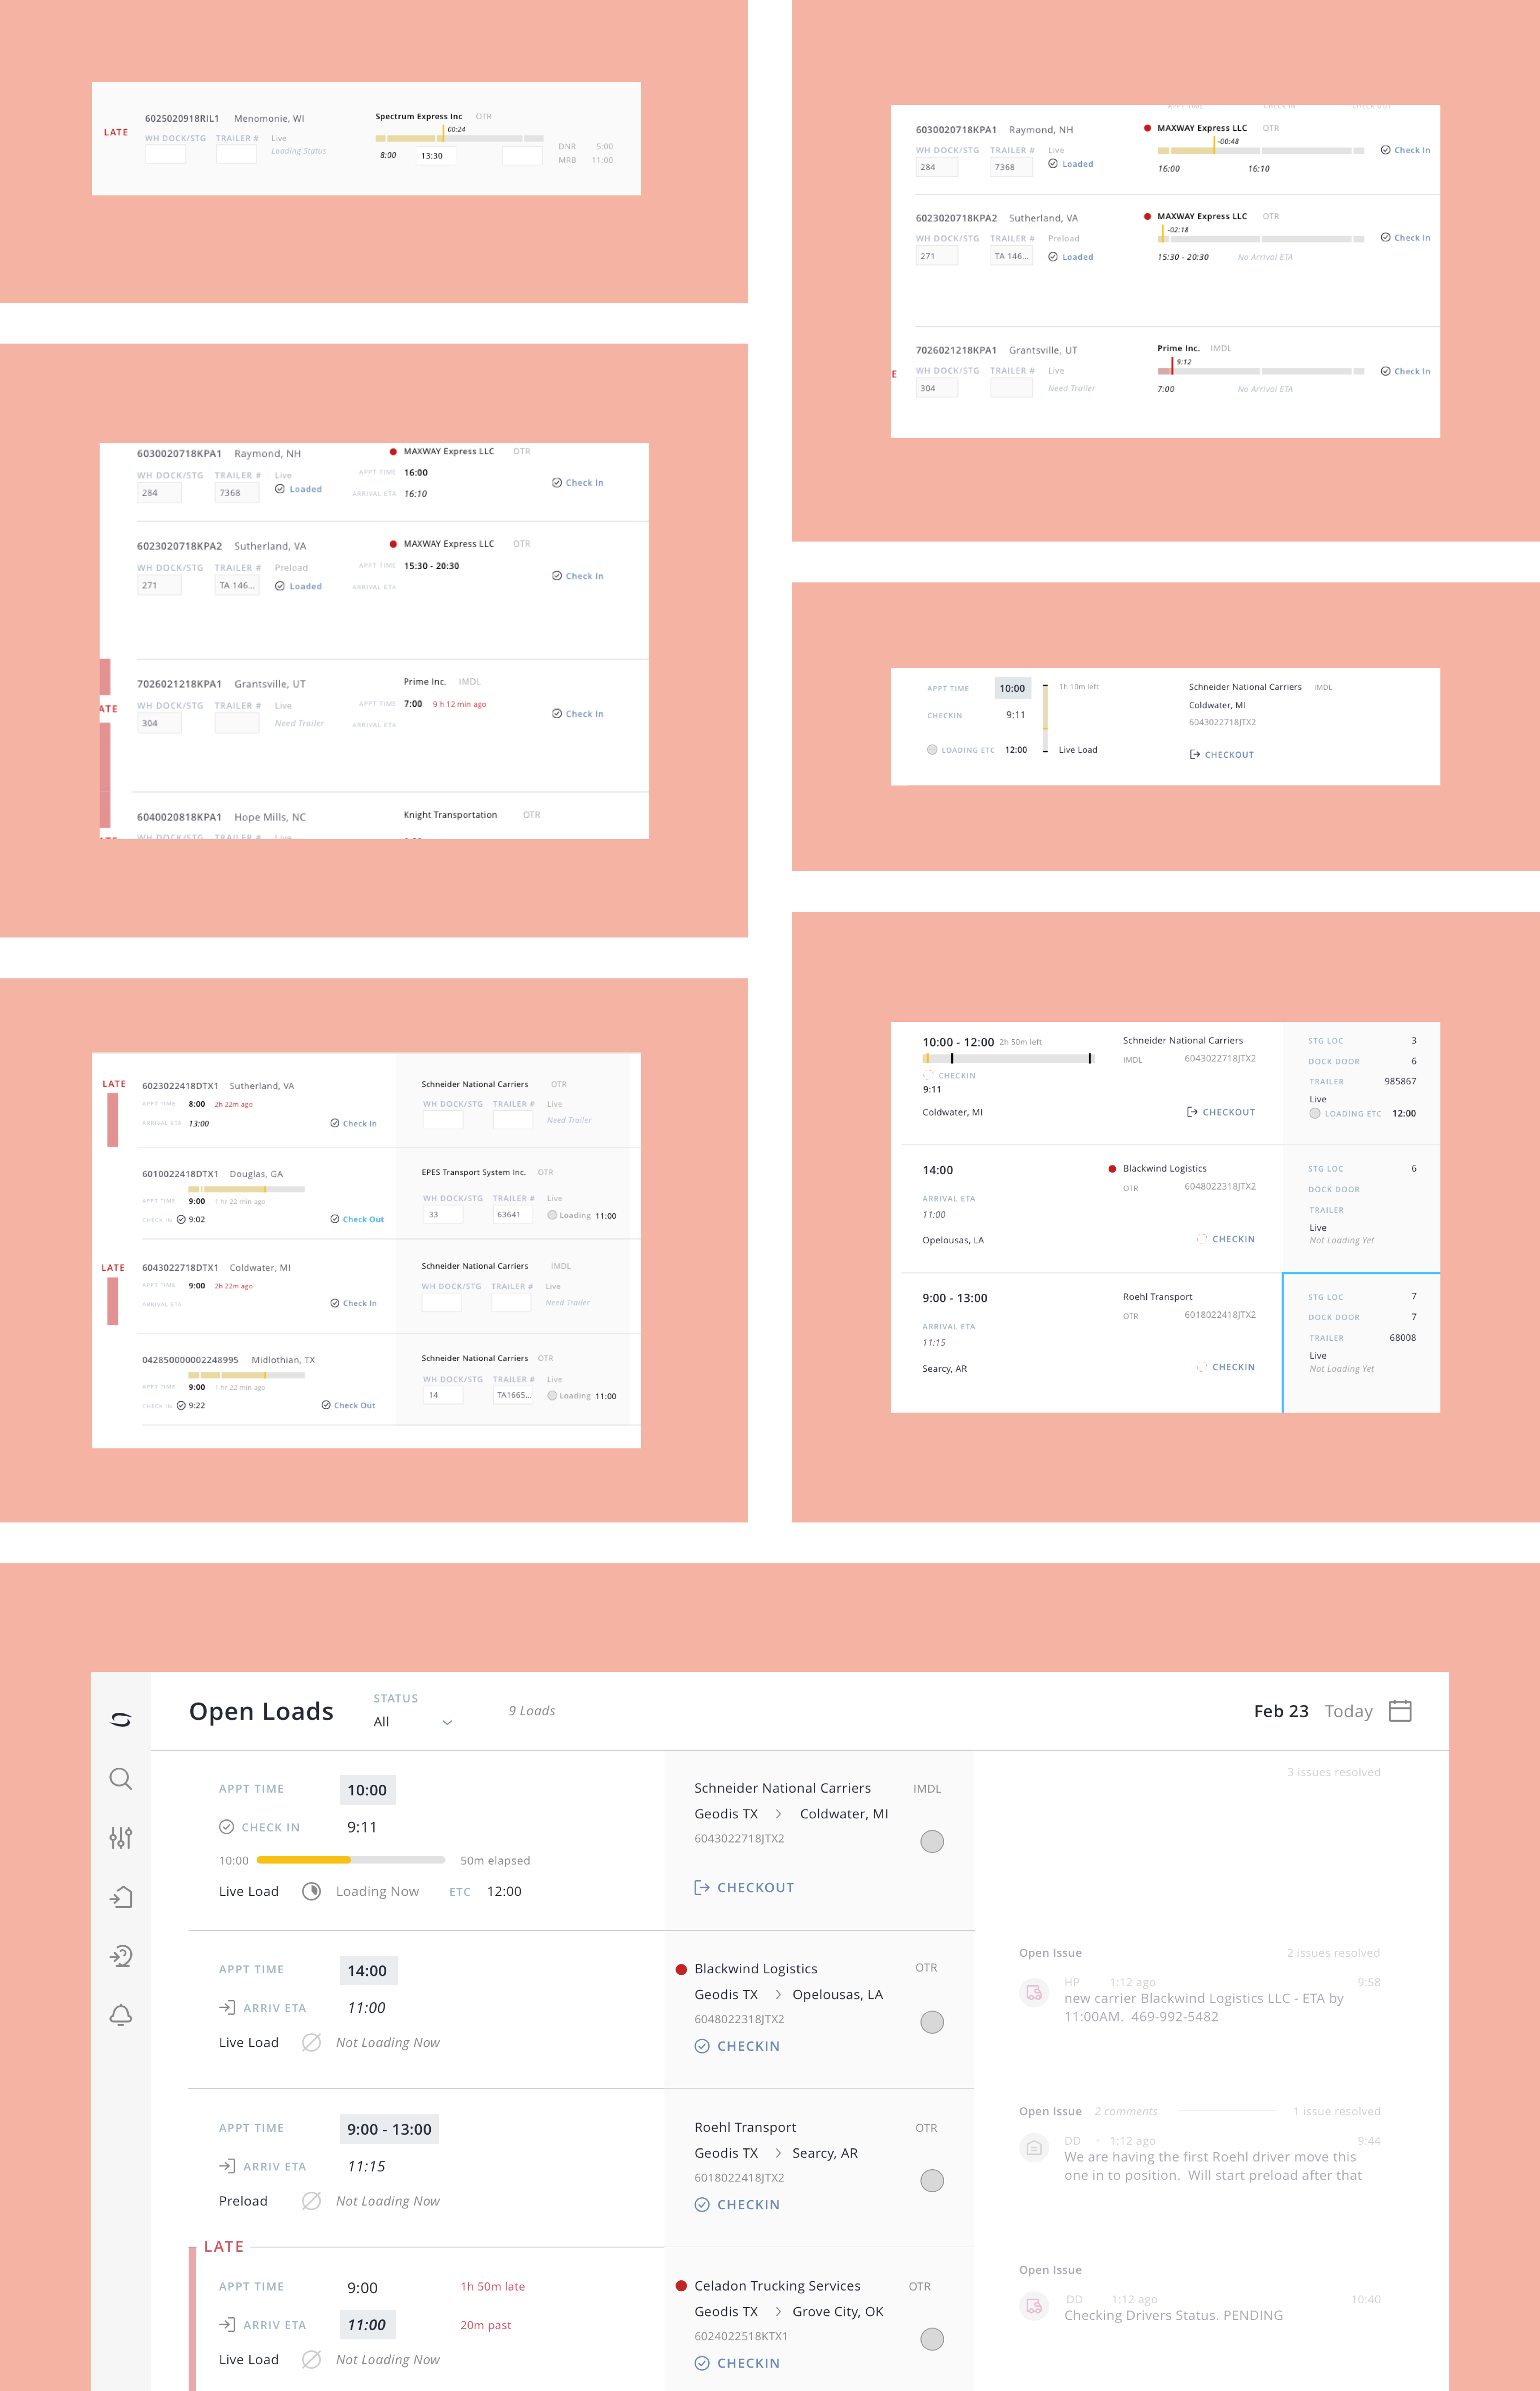 6025020918RIL1 Menomonie, WI
Spectrum Express Inc OTR
LATE
WH DOCK/STG TRAILER # Live
Loading Status
00:24
8:00 13:30
DNR 5:00
MRB 11:00
APPT TIME CHECK IN CHECK OUT
6030020718KPA1 Raymond, NH
MAXWAY Express LLC OTR
WH DOCK/STG TRAILER # Live
284 7368 Loaded
-00:48
16:00 16:10
Check In
6023020718KPA2 Sutherland, VA
MAXWAY Express LLC OTR
WH DOCK/STG TRAILER # Preload
271 TA 146... Loaded
-02:18
15:30 - 20:30 No Arrival ETA
Check In
7026021218KPA1 Grantsville, UT
Prime Inc. IMDL
E
WH DOCK/STG TRAILER # Live
304 Need Trailer
9:12
7:00 No Arrival ETA
Check In
6030020718KPA1 Raymond, NH
MAXWAY Express LLC OTR
WH DOCK/STG TRAILER # Live
284 7368 Loaded
APPT TIME 16:00
ARRIVAL ETA 16:10
Check In
6023020718KPA2 Sutherland, VA
MAXWAY Express LLC OTR
WH DOCK/STG TRAILER # Preload
271 TA 146... Loaded
APPT TIME 15:30 - 20:30
ARRIVAL ETA
Check In
7026021218KPA1 Grantsville, UT
Prime Inc. IMDL
ATE
WH DOCK/STG TRAILER # Live
304 Need Trailer
APPT TIME 7:00 9 h 12 min ago
ARRIVAL ETA
Check In
6040020818KPA1 Hope Mills, NC
Knight Transportation OTR
WH DOCK/STG TRAILER # Live
APPT TIME 10:00
1h 10m left
CHECKIN 9:11
LOADING ETC 12:00
Live Load
Schneider National Carriers IMDL
Coldwater, MI
6043022718JTX2
CHECKOUT
LATE
6023022418DTX1 Sutherland, VA
APPT TIME 8:00 2h 22m ago
ARRIVAL ETA 13:00
Check In
Schneider National Carriers OTR
WH DOCK/STG TRAILER # Live
Need Trailer
6010022418DTX1 Douglas, GA
APPT TIME 9:00 1 hr 22 min ago
CHECK IN 9:02
Check Out
EPES Transport System Inc. OTR
WH DOCK/STG TRAILER # Live
33 63641 Loading 11:00
LATE
6043022718DTX1 Coldwater, MI
APPT TIME 9:00 2h 22m ago
ARRIVAL ETA
Check In
Schneider National Carriers IMDL
WH DOCK/STG TRAILER # Live
Need Trailer
042850000002248995 Midlothian, TX
APPT TIME 9:00 1 hr 22 min ago
CHECK IN 9:22
Check Out
Schneider National Carriers OTR
WH DOCK/STG TRAILER # Live
14 TA1665... Loading 11:00
10:00 - 12:00 2h 50m left
CHECKIN
9:11
Coldwater, MI
Schneider National Carriers
IMDL 6043022718JTX2
CHECKOUT
STG LOC 3
DOCK DOOR 6
TRAILER 985867
Live
LOADING ETC 12:00
14:00
ARRIVAL ETA
11:00
Opelousas, LA
Blackwind Logistics
OTR 6048022318JTX2
CHECKIN
STG LOC 6
DOCK DOOR
TRAILER
Live
Not Loading Yet
9:00 - 13:00
ARRIVAL ETA
11:15
Searcy, AR
Roehl Transport
OTR 6018022418JTX2
CHECKIN
STG LOC 7
DOCK DOOR 7
TRAILER 68008
Live
Not Loading Yet
Open Loads
STATUS
All
9 Loads
Feb 23 Today
APPT TIME 10:00
CHECK IN 9:11
10:00 50m elapsed
Live Load Loading Now ETC 12:00
Schneider National Carriers IMDL
Geodis TX > Coldwater, MI
6043022718JTX2
CHECKOUT
3 issues resolved
APPT TIME 14:00
ARRIV ETA 11:00
Live Load Not Loading Now
Blackwind Logistics OTR
Geodis TX > Opelousas, LA
6048022318JTX2
CHECKIN
Open Issue 2 issues resolved
HP 1:12 ago 9:58
new carrier Blackwind Logistics LLC - ETA by
11:00AM. 469-992-5482
APPT TIME 9:00 - 13:00
ARRIV ETA 11:15
Preload Not Loading Now
Roehl Transport OTR
Geodis TX > Searcy, AR
6018022418JTX2
CHECKIN
Open Issue 2 comments 1 issue resolved
DD · 1:12 ago 9:44
We are having the first Roehl driver move this
one in to position. Will start preload after that
LATE
APPT TIME 9:00 1h 50m late
ARRIV ETA 11:00 20m past
Live Load Not Loading Now
Celadon Trucking Services OTR
Geodis TX > Grove City, OK
6024022518KTX1
CHECKIN
Open Issue
DD 1:12 ago 10:40
Checking Drivers Status. PENDING